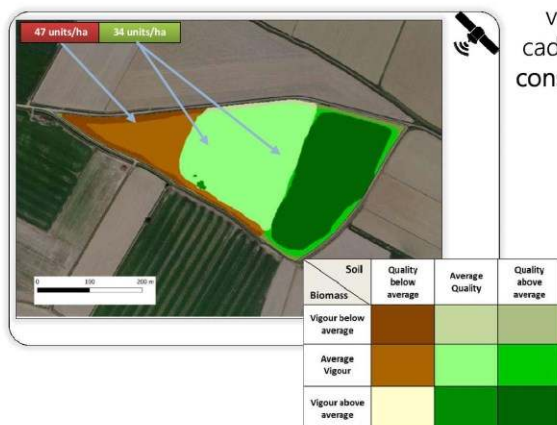 47 units/ha 34 units/ha
cad
0 100 200 m
Soil
Biomass
Quality below average
Average Quality
Quality above average
Vigour below average
Average Vigour
Vigour above average